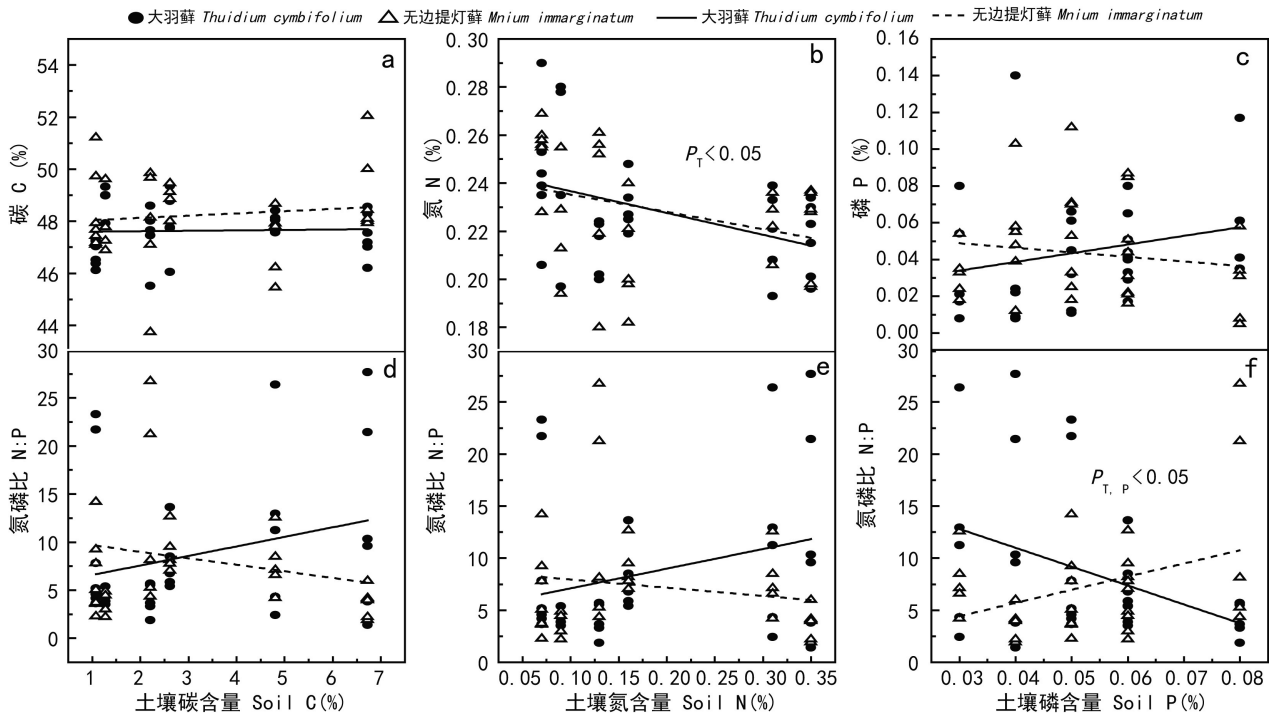 大羽藓 Thuidium cymbifolium 无边提灯藓 Mnium immarginatum 大羽藓 Thuidium cymbifolium 无边提灯藓 Mnium immarginatum
a
54
52
50
48
46
44
碳 C (%)
b
0.30
0.28
0.26
0.24
0.22
0.20
0.18
氮 N (%)
PT<0.05
c
0.16
0.14
0.12
0.10
0.08
0.06
0.04
0.02
0.00
磷 P (%)
d
30
25
20
15
10
5
0
氮磷比 N:P
1 2 3 4 5 6 7
土壤碳含量 Soil C(%)
e
30
25
20
15
10
5
0
氮磷比 N:P
0.05 0.10 0.15 0.20 0.25 0.30 0.35
土壤氮含量 Soil N(%)
f
30
25
20
15
10
5
0
氮磷比 N:P
PT, P<0.05
0.03 0.04 0.05 0.06 0.07 0.08
土壤磷含量 Soil P(%)